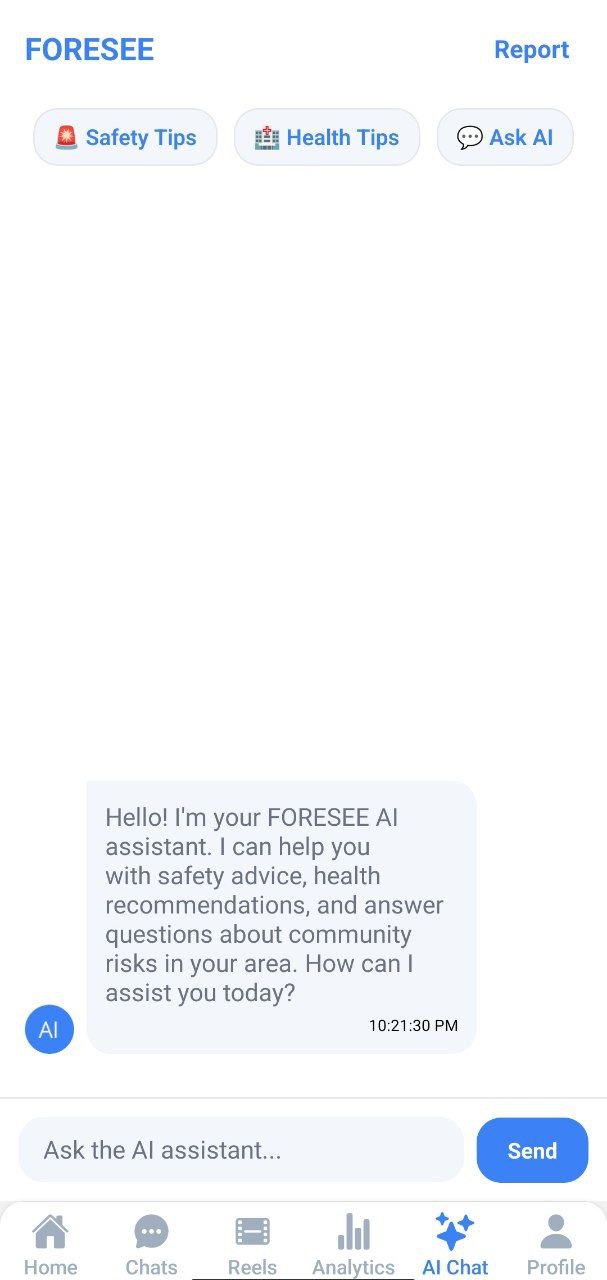 FORESEE
Report
🚨 Safety Tips
🏥 Health Tips
💬 Ask AI
Hello! I'm your FORESEE AI
assistant. I can help you
with safety advice, health
recommendations, and answer
questions about community
risks in your area. How can I
assist you today?
10:21:30 PM
AI
Ask the AI assistant...
Send
Home
Chats
Reels
Analytics
AI Chat
Profile